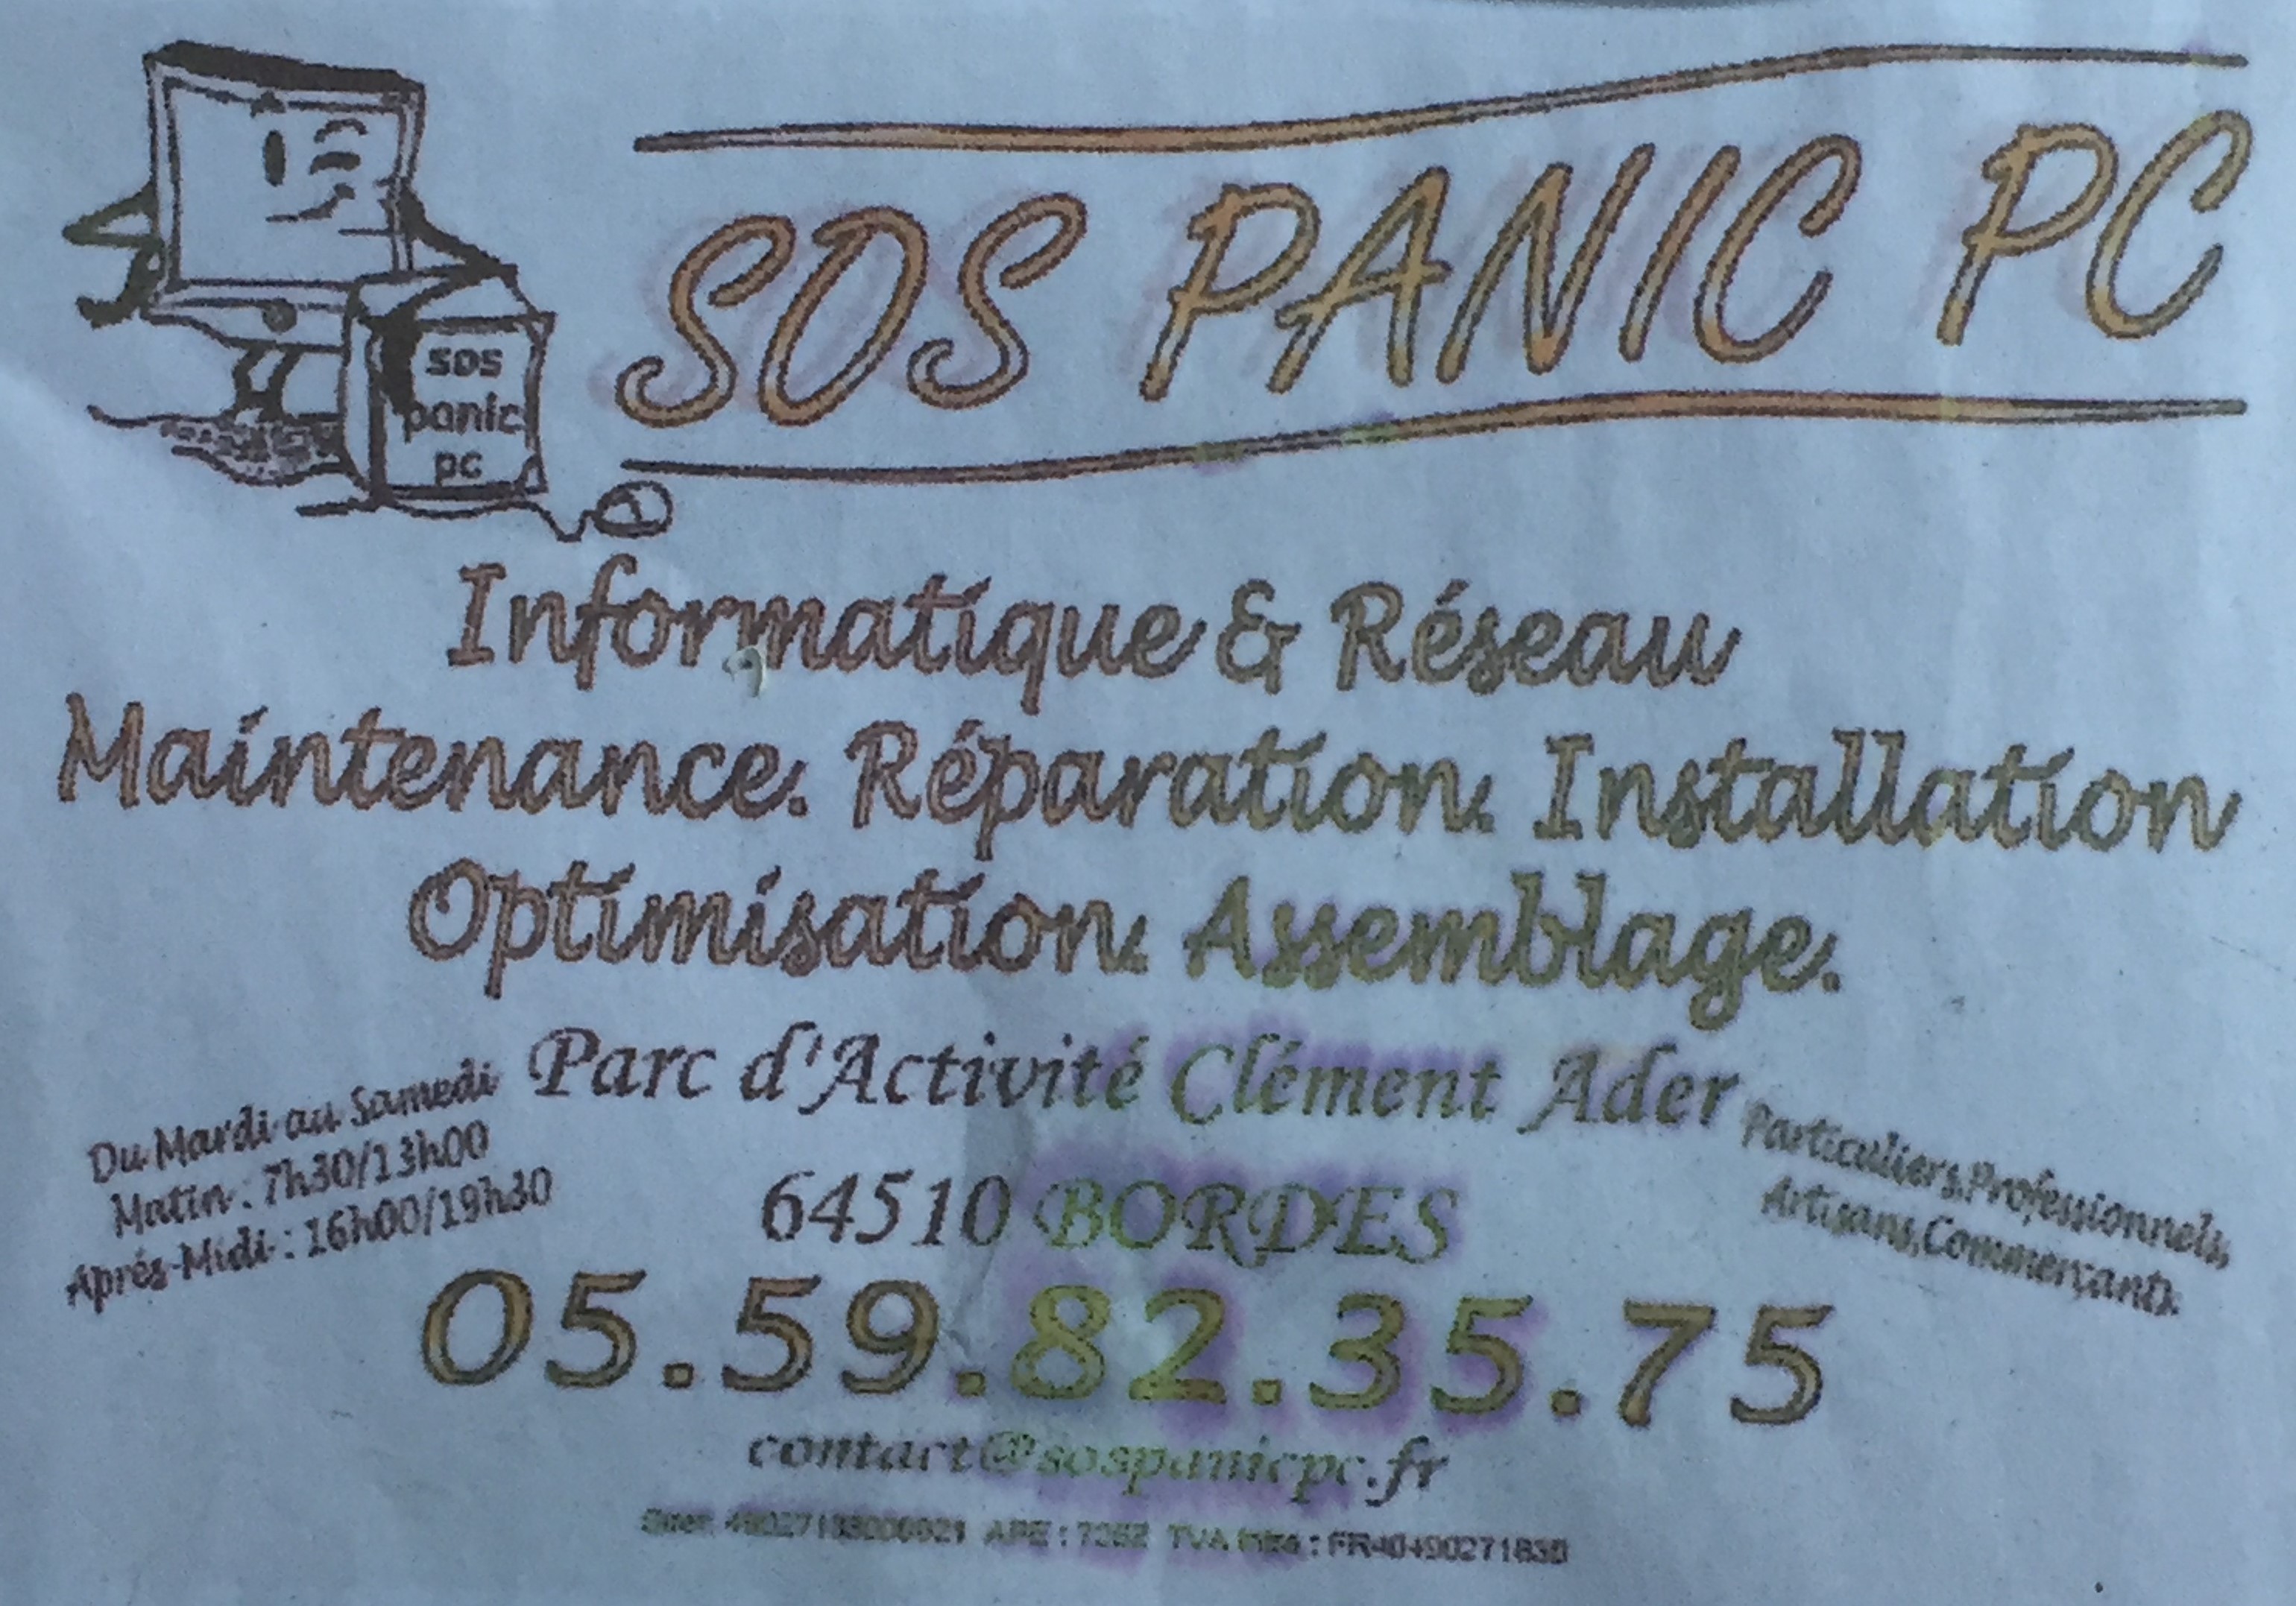 SOS PANIC PC
sos
panic
pc
Informatique & Réseau
Maintenance. Réparation. Installation
Optimisation. Assemblage.
Parc d'Activité Clément Ader
Du Mardi au Samedi
Matin : 7h30/13h00
Aprés-Midi : 16h00/19h30
Particuliers,Professionnels,
Artisans,Commerçants.
64510 BORDES
05.59.82.35.75
contact@sospanicpc.fr
APE : TVA Intra :